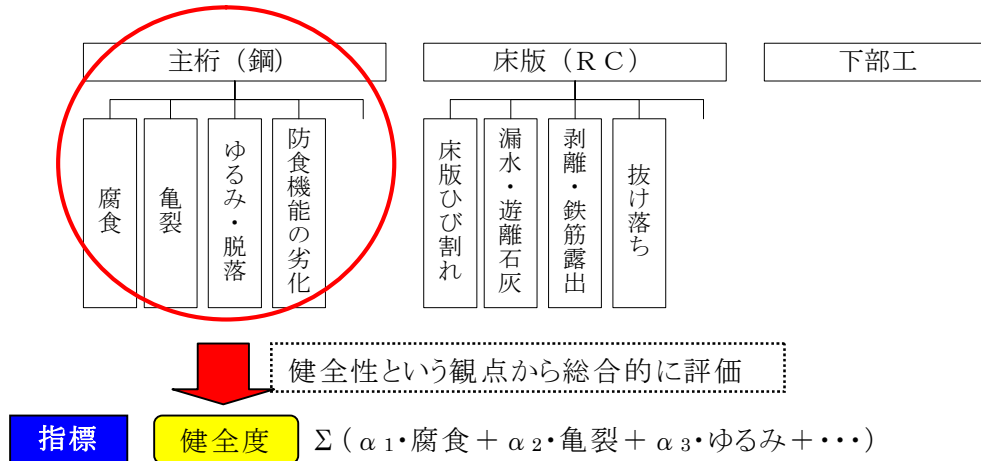 主桁（鋼）
床版（ＲＣ）
下部工
腐食
亀裂
ゆるみ・脱落
防食機能の劣化
床版ひび割れ
漏水・遊離石灰
剥離・鉄筋露出
抜け落ち
健全性という観点から総合的に評価
指標
健全度
Σ（α₁・腐食＋α₂・亀裂＋α₃・ゆるみ＋・・・）